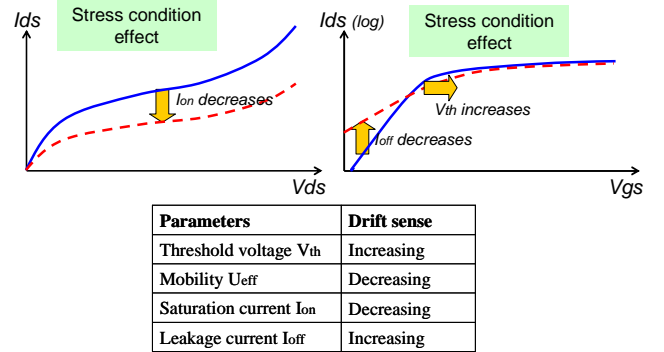 Ids
Stress condition effect
Ion decreases
Vds
Ids (log)
Stress condition effect
Vth increases
Ioff decreases
Vgs
Parameters Drift sense
Threshold voltage Vth Increasing
Mobility Ueff Decreasing
Saturation current Ion Decreasing
Leakage current Ioff Increasing